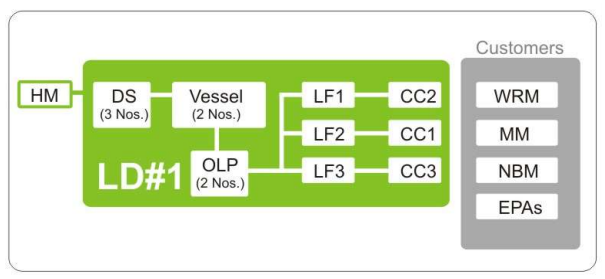 Customers
HM
DS
(3 Nos.)
Vessel
(2 Nos.)
LF1
CC2
WRM
LF2
CC1
MM
LD#1
OLP
(2 Nos.)
LF3
CC3
NBM
EPAs